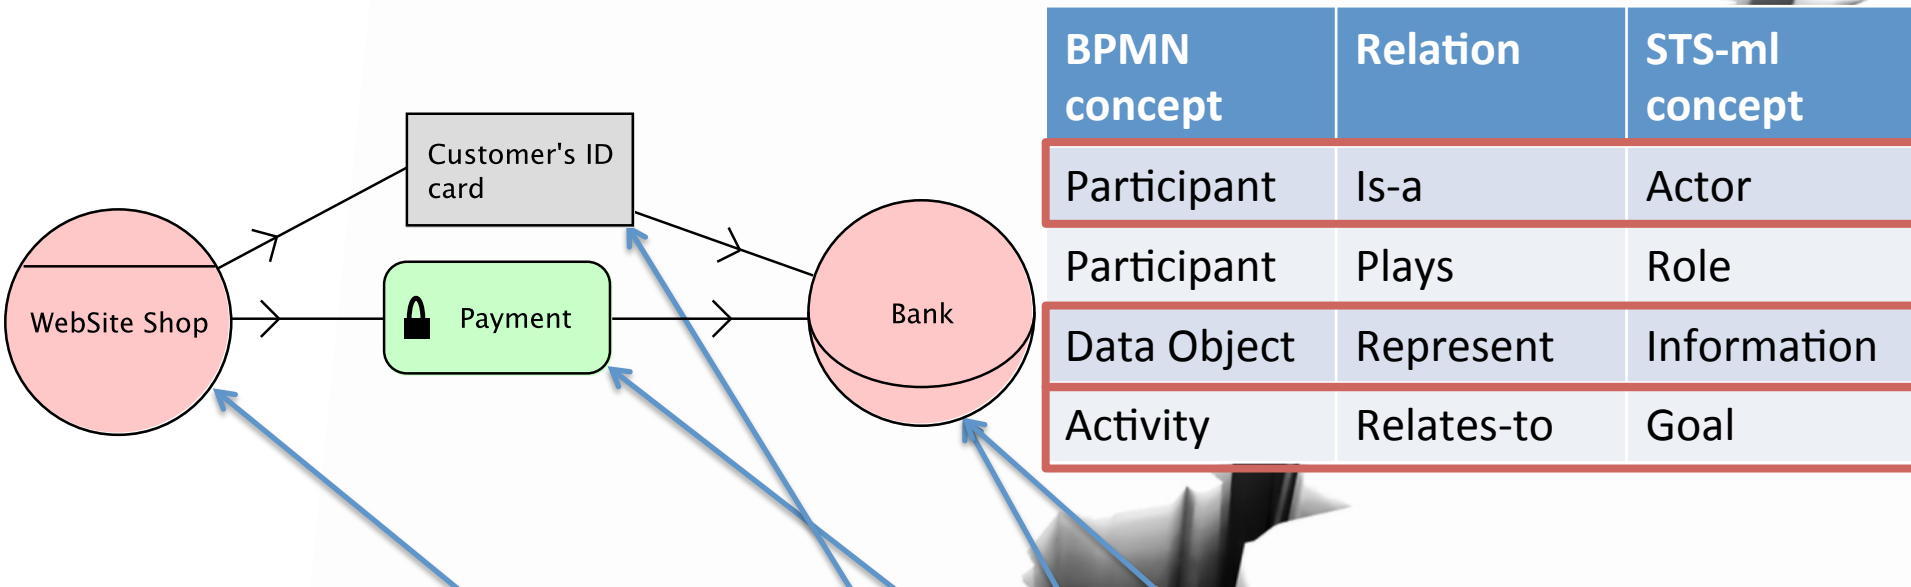 Customer's ID
card
WebSite Shop
Payment
Bank
BPMN concept Relation STS-ml concept
Participant Is-a Actor
Participant Plays Role
Data Object Represent Information
Activity Relates-to Goal